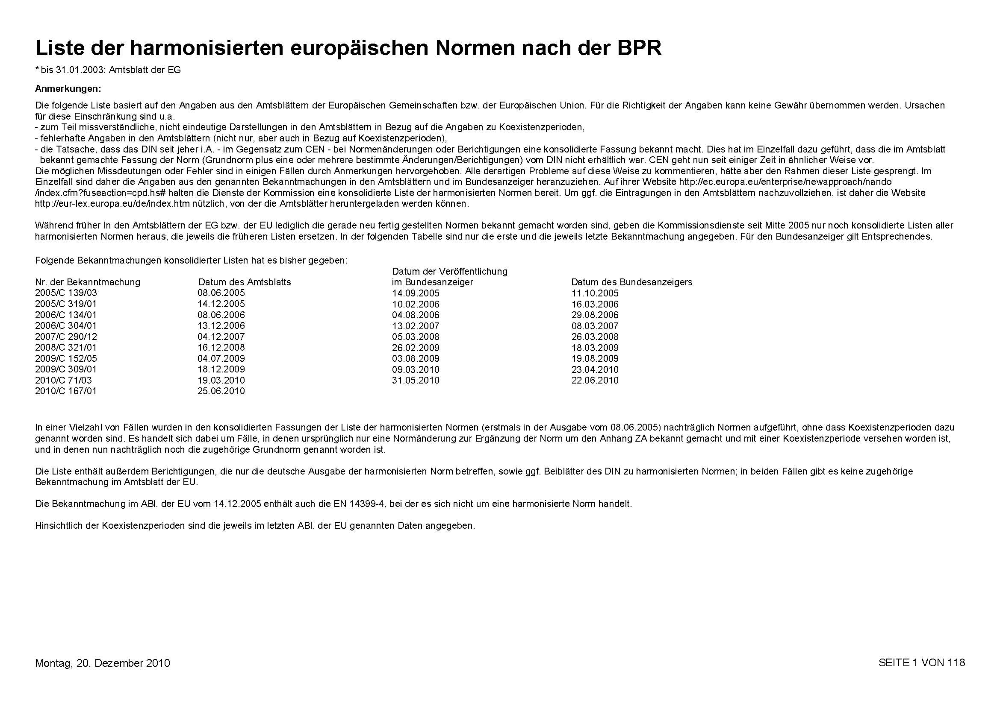 Liste der harmonisierten europäischen Normen nach der BPR
* bis 31.01.2003: Amtsblatt der EG
Anmerkungen:
Die folgende Liste basiert auf den Angaben aus den Amtsblättern der Europäischen Gemeinschaften bzw. der Europäischen Union. Für die Richtigkeit der Angaben kann keine Gewähr übernommen werden. Ursachen
für diese Einschränkung sind u.a.
- zum Teil missverständliche, nicht eindeutige Darstellungen in den Amtsblättern in Bezug auf die Angaben zu Koexistenzperioden,
- fehlerhafte Angaben in den Amtsblättern (nicht nur, aber auch in Bezug auf Koexistenzperioden),
- die Tatsache, dass das DIN seit jeher i.A. - im Gegensatz zum CEN - bei Normenänderungen oder Berichtigungen eine konsolidierte Fassung bekannt macht. Dies hat im Einzelfall dazu geführt, dass die im Amtsblatt
bekannt gemachte Fassung der Norm (Grundnorm plus eine oder mehrere bestimmte Änderungen/Berichtigungen) vom DIN nicht erhältlich war. CEN geht nun seit einiger Zeit in ähnlicher Weise vor.
Die möglichen Missdeutungen oder Fehler sind in einigen Fällen durch Anmerkungen hervorgehoben. Alle derartigen Probleme auf diese Weise zu kommentieren, hätte aber den Rahmen dieser Liste gesprengt. Im
Einzelfall sind daher die Angaben aus den genannten Bekanntmachungen in den Amtsblättern und im Bundesanzeiger heranzuziehen. Auf ihrer Website http://ec.europa.eu/enterprise/newapproach/nando
/index.cfm?fuseaction=cpd.hs# halten die Dienste der Kommission eine konsolidierte Liste der harmonisierten Normen bereit. Um ggf. die Eintragungen in den Amtsblättern nachzuvollziehen, ist daher die Website
http://eur-lex.europa.eu/de/index.htm nützlich, von der die Amtsblätter heruntergeladen werden können.
Während früher In den Amtsblättern der EG bzw. der EU lediglich die gerade neu fertig gestellten Normen bekannt gemacht worden sind, geben die Kommissionsdienste seit Mitte 2005 nur noch konsolidierte Listen aller
harmonisierten Normen heraus, die jeweils die früheren Listen ersetzen. In der folgenden Tabelle sind nur die erste und die jeweils letzte Bekanntmachung angegeben. Für den Bundesanzeiger gilt Entsprechendes.
Folgende Bekanntmachungen konsolidierter Listen hat es bisher gegeben:
Datum der Veröffentlichung
Nr. der Bekanntmachung Datum des Amtsblatts im Bundesanzeiger Datum des Bundesanzeigers
2005/C 139/03 08.06.2005 14.09.2005 11.10.2005
2005/C 319/01 14.12.2005 10.02.2006 16.03.2006
2006/C 134/01 08.06.2006 04.08.2006 29.08.2006
2006/C 304/01 13.12.2006 13.02.2007 08.03.2007
2007/C 290/12 04.12.2007 05.03.2008 26.03.2008
2008/C 321/01 16.12.2008 26.02.2009 18.03.2009
2009/C 152/05 04.07.2009 03.08.2009 19.08.2009
2009/C 309/01 18.12.2009 09.03.2010 23.04.2010
2010/C 71/03 19.03.2010 31.05.2010 22.06.2010
2010/C 167/01 25.06.2010
In einer Vielzahl von Fällen wurden in den konsolidierten Fassungen der Liste der harmonisierten Normen (erstmals in der Ausgabe vom 08.06.2005) nachträglich Normen aufgeführt, ohne dass Koexistenzperioden dazu
genannt worden sind. Es handelt sich dabei um Fälle, in denen ursprünglich nur eine Normänderung zur Ergänzung der Norm um den Anhang ZA bekannt gemacht und mit einer Koexistenzperiode versehen worden ist,
und in denen nun nachträglich noch die zugehörige Grundnorm genannt worden ist.
Die Liste enthält außerdem Berichtigungen, die nur die deutsche Ausgabe der harmonisierten Norm betreffen, sowie ggf. Beiblätter des DIN zu harmonisierten Normen; in beiden Fällen gibt es keine zugehörige
Bekanntmachung im Amtsblatt der EU.
Die Bekanntmachung im ABl. der EU vom 14.12.2005 enthält auch die EN 14399-4, bei der es sich nicht um eine harmonisierte Norm handelt.
Hinsichtlich der Koexistenzperioden sind die jeweils im letzten ABl. der EU genannten Daten angegeben.
Montag, 20. Dezember 2010 SEITE 1 VON 118